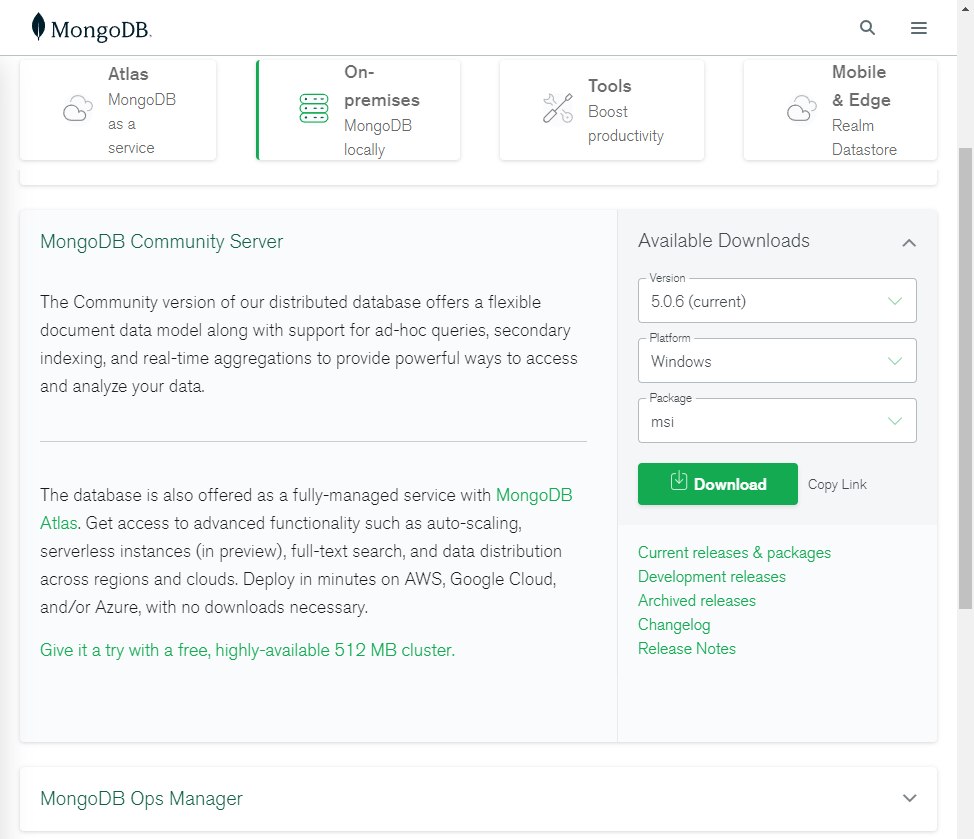 MongoDB.
Atlas
MongoDB
as a
service
On-
premises
MongoDB
locally
Tools
Boost
productivity
Mobile
& Edge
Realm
Datastore
MongoDB Community Server
The Community version of our distributed database offers a flexible
document data model along with support for ad-hoc queries, secondary
indexing, and real-time aggregations to provide powerful ways to access
and analyze your data.
The database is also offered as a fully-managed service with MongoDB
Atlas. Get access to advanced functionality such as auto-scaling,
serverless instances (in preview), full-text search, and data distribution
across regions and clouds. Deploy in minutes on AWS, Google Cloud,
and/or Azure, with no downloads necessary.
Give it a try with a free, highly-available 512 MB cluster.
Available Downloads
Version
5.0.6 (current)
Platform
Windows
Package
msi
Download
Copy Link
Current releases & packages
Development releases
Archived releases
Changelog
Release Notes
MongoDB Ops Manager